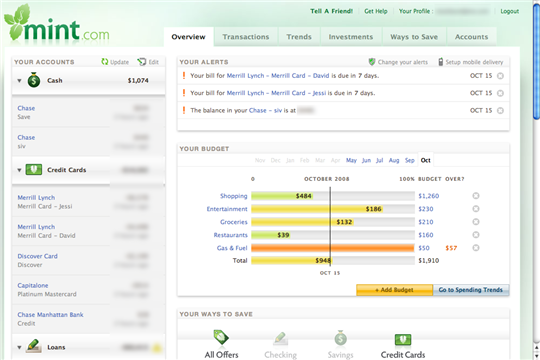 mint.com
Tell A Friend! Get Help Your Profile : Logout
Overview Transactions Trends Investments Ways to Save Accounts
YOUR ACCOUNTS Update Edit
Cash $1,074
Chase
Save
Chase
siv
Credit Cards
Merrill Lynch
Merrill Card - Jessi
Merrill Lynch
Merrill Card - David
Discover Card
Discover
Capitalone
Platinum Mastercard
Chase Manhattan Bank
Credit
Loans
YOUR ALERTS Change your alerts Setup mobile delivery
! Your bill for Merrill Lynch - Merrill Card - David is due in 7 days. OCT 15
! Your bill for Merrill Lynch - Merrill Card - Jessi is due in 7 days. OCT 15
! The balance in your Chase - siv is at OCT 15
YOUR BUDGET
Nov Dec Jan Feb Mar Apr May Jun Jul Aug Sep Oct
0 OCTOBER 2008 100% BUDGET OVER?
Shopping $484 $1,260
Entertainment $186 $230
Groceries $132 $210
Restaurants $39 $160
Gas & Fuel $50 $57
Total $948 $1,910
OCT 15
+ Add Budget Go to Spending Trends
YOUR WAYS TO SAVE
All Offers Checking Savings Credit Cards